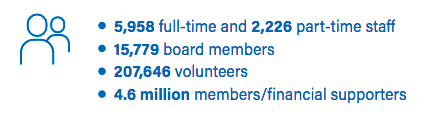 • 5,958 full-time and 2,226 part-time staff
• 15,779 board members
• 207,646 volunteers
• 4.6 million members/financial supporters